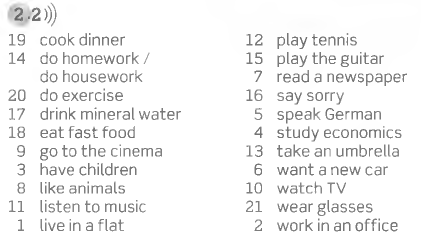 2.2
19 cook dinner
14 do homework /
do housework
20 do exercise
17 drink mineral water
18 eat fast food
9 go to the cinema
3 have children
8 like animals
11 listen to music
1 live in a flat
12 play tennis
15 play the guitar
7 read a newspaper
16 say sorry
5 speak German
4 study economics
13 take an umbrella
6 want a new car
10 watch TV
21 wear glasses
2 work in an office